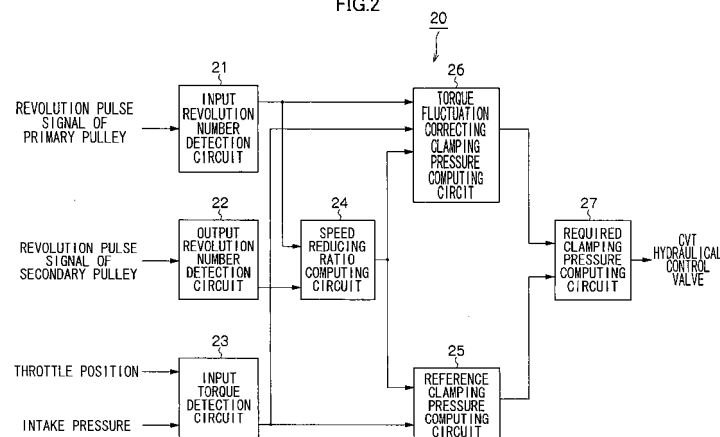 FIG.2
20
21
INPUT
REVOLUTION
NUMBER
DETECTION
CIRCUIT
REVOLUTION PULSE
SIGNAL OF
PRIMARY PULLEY
26
TORQUE
FLUCTUATION
CORRECTING
CLAMPING
PRESSURE
COMPUTING
CIRCIT
22
OUTPUT
REVOLUTION
NUMBER
DETECTION
CIRCUIT
REVOLUTION PULSE
SIGNAL OF
SECONDARY PULLEY
24
SPEED
REDUCING
RATIO
COMPUTING
CIRCUIT
27
REQUIRED
CLAMPING
PRESSURE
COMPUTING
CIRCUIT
CVT
HYDRAULICAL
CONTROL
VALVE
23
INPUT
TORQUE
DETECTION
CIRCUIT
THROTTLE POSITION
INTAKE PRESSURE
25
REFERENCE
CLAMPING
PRESSURE
COMPUTING
CIRCUIT